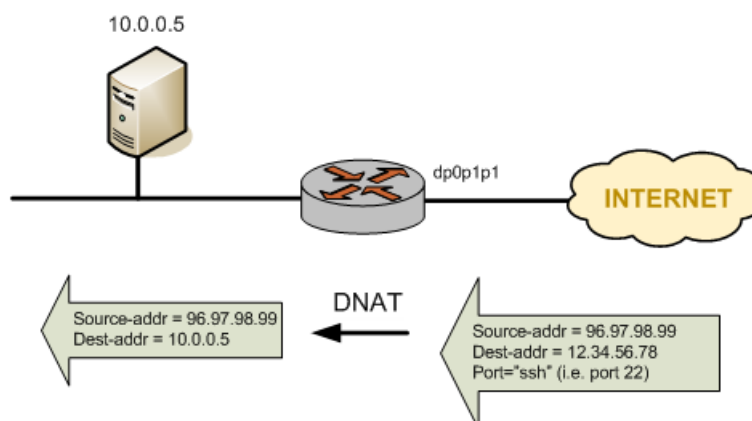 10.0.0.5
dp0p1p1
INTERNET
DNAT
Source-addr = 96.97.98.99
Dest-addr = 10.0.0.5
Source-addr = 96.97.98.99
Dest-addr = 12.34.56.78
Port="ssh" (i.e. port 22)